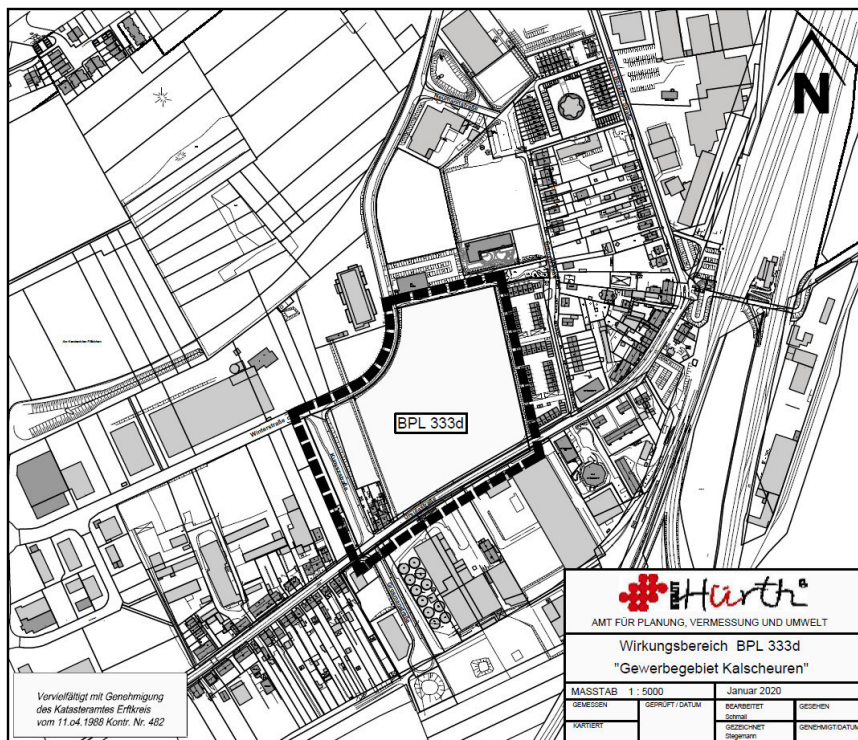 N
BPL 333d
Winterstraße
STADT Hürth
AMT FÜR PLANUNG, VERMESSUNG UND UMWELT
Wirkungsbereich BPL 333d
"Gewerbegebiet Kalscheuren"
MASSTAB 1 : 5000
Januar 2020
GEMESSEN
GEPRÜFT / DATUM
BEARBEITET
Schmall
GESEHEN
KARTIERT
GEZEICHNET
Stegemann
GENEHMIGT/DATUM
Vervielfältigt mit Genehmigung
des Katasteramtes Erftkreis
vom 11.04.1988 Kontr. Nr. 482